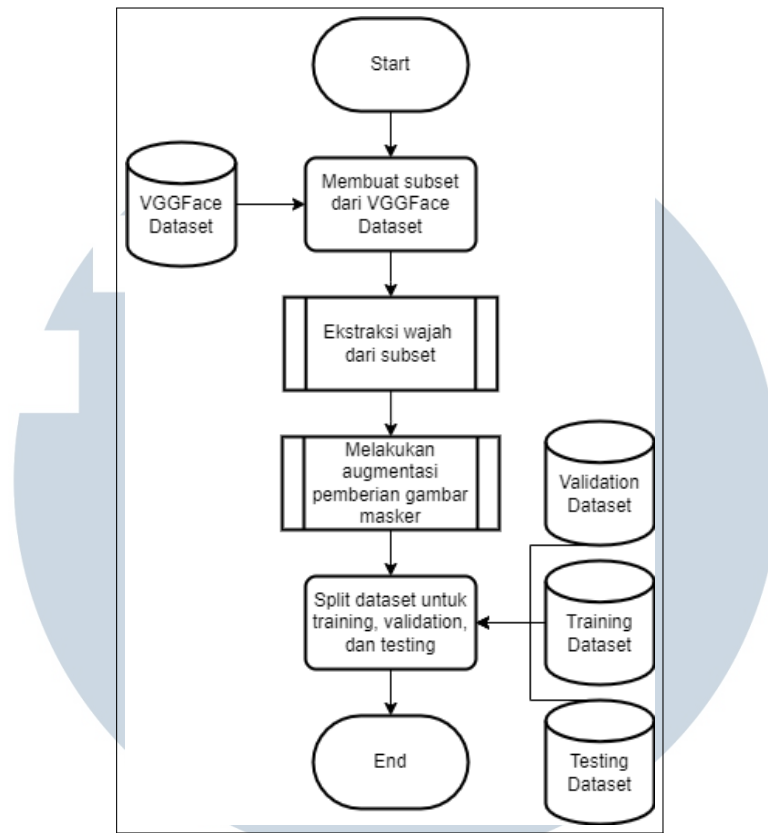 Start
VGGFace
Dataset
Membuat subset
dari VGGFace
Dataset
Ekstraksi wajah
dari subset
Melakukan
augmentasi
pemberian gambar
masker
Validation
Dataset
Split dataset untuk
training, validation,
dan testing
Training
Dataset
End
Testing
Dataset